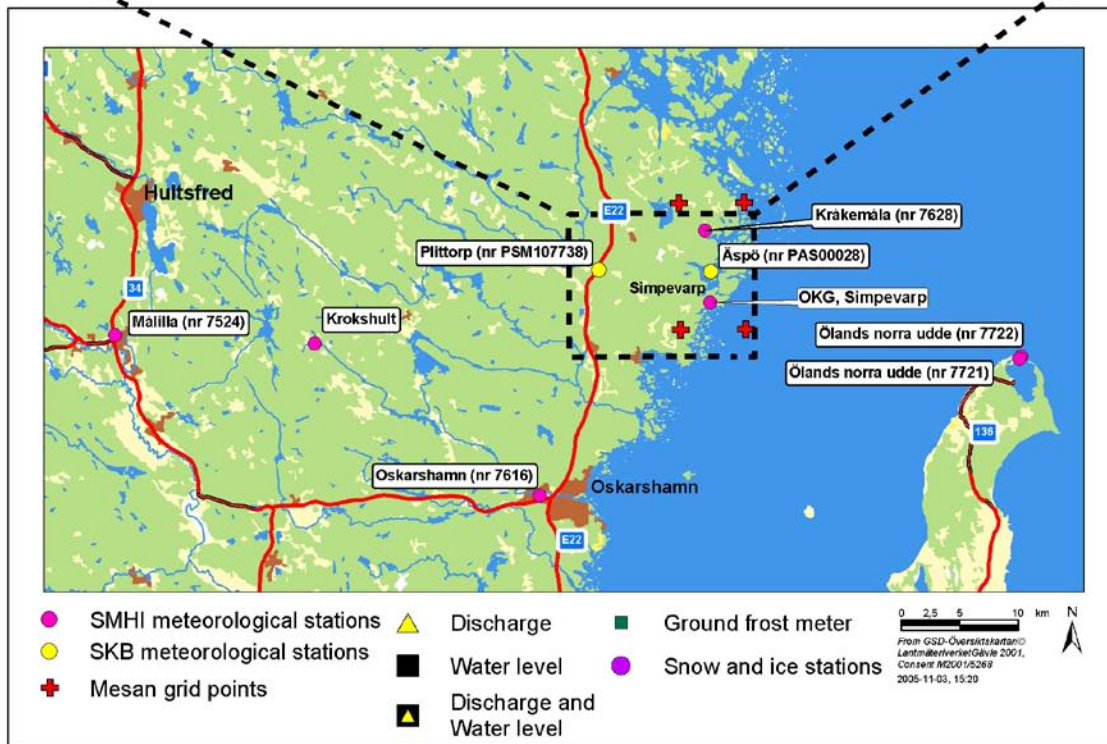 Hultsfred
E22
Kråkemåla (nr 7628)
Plittorp (nr PSM107738)
Äspö (nr PAS00028)
Simpevarp
34
OKG, Simpevarp
Målilla (nr 7524)
Krokshult
Ölands norra udde (nr 7722)
Ölands norra udde (nr 7721)
136
Oskarshamn (nr 7616)
Oskarshamn
E22
SMHI meteorological stations
SKB meteorological stations
Mesan grid points
Discharge
Water level
Discharge and
Water level
Ground frost meter
Snow and ice stations
0 2,5 5 10 km
N
From GSD-Översiktskartan©
LantmäteriverketGävle 2001,
Consent M2001/5268
2005-11-03, 15:20